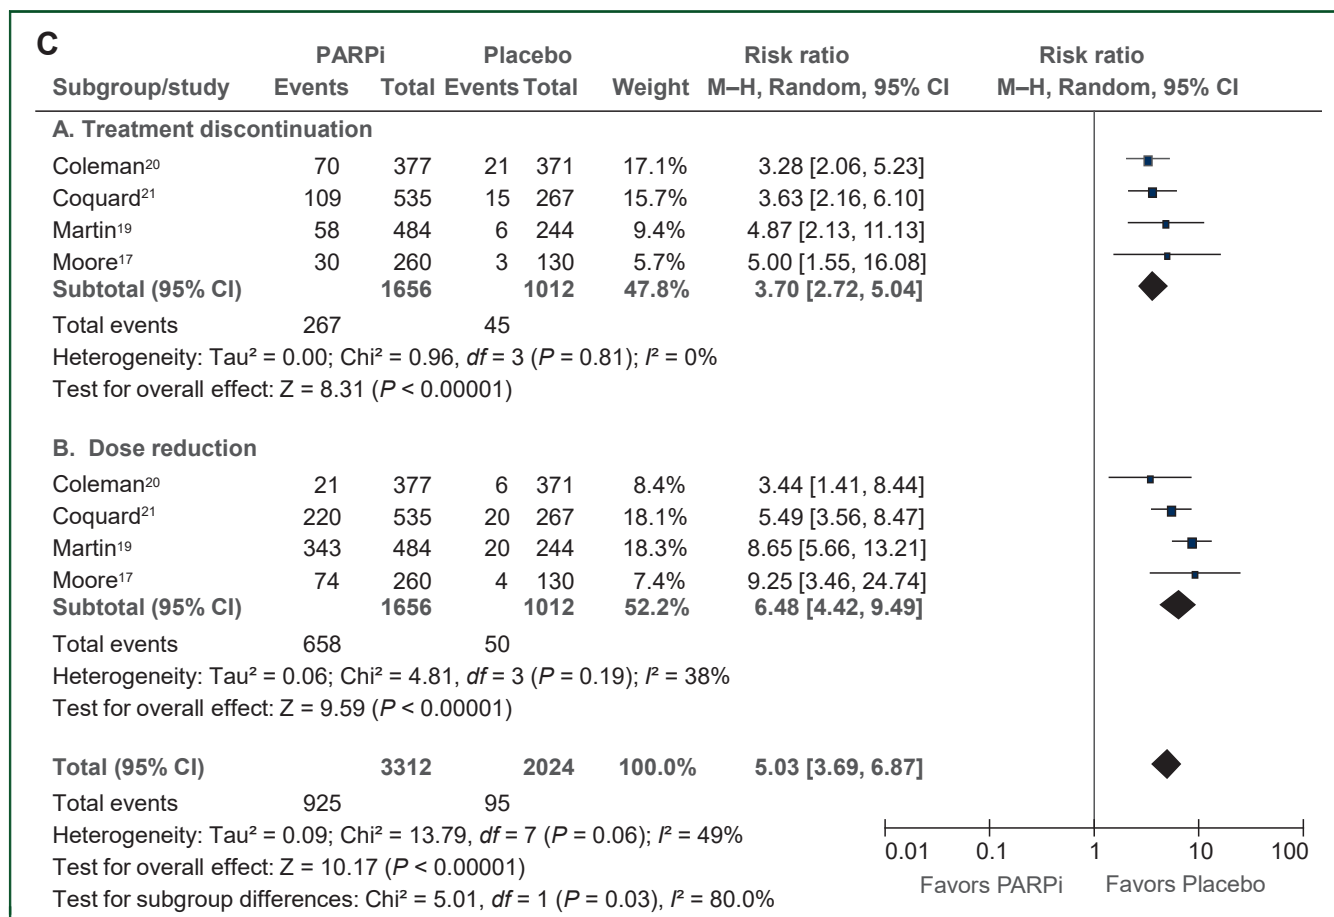 C
PARPi Placebo Risk ratio Risk ratio
Subgroup/study Events Total Events Total Weight M–H, Random, 95% CI M–H, Random, 95% CI
A. Treatment discontinuation
Coleman²⁰ 70 377 21 371 17.1% 3.28 [2.06, 5.23]
Coquard²¹ 109 535 15 267 15.7% 3.63 [2.16, 6.10]
Martin¹⁹ 58 484 6 244 9.4% 4.87 [2.13, 11.13]
Moore¹⁷ 30 260 3 130 5.7% 5.00 [1.55, 16.08]
Subtotal (95% CI) 1656 1012 47.8% 3.70 [2.72, 5.04]
Total events 267 45
Heterogeneity: Tau² = 0.00; Chi² = 0.96, df = 3 (P = 0.81); I² = 0%
Test for overall effect: Z = 8.31 (P < 0.00001)
B. Dose reduction
Coleman²⁰ 21 377 6 371 8.4% 3.44 [1.41, 8.44]
Coquard²¹ 220 535 20 267 18.1% 5.49 [3.56, 8.47]
Martin¹⁹ 343 484 20 244 18.3% 8.65 [5.66, 13.21]
Moore¹⁷ 74 260 4 130 7.4% 9.25 [3.46, 24.74]
Subtotal (95% CI) 1656 1012 52.2% 6.48 [4.42, 9.49]
Total events 658 50
Heterogeneity: Tau² = 0.06; Chi² = 4.81, df = 3 (P = 0.19); I² = 38%
Test for overall effect: Z = 9.59 (P < 0.00001)
Total (95% CI) 3312 2024 100.0% 5.03 [3.69, 6.87]
Total events 925 95
Heterogeneity: Tau² = 0.09; Chi² = 13.79, df = 7 (P = 0.06); I² = 49%
Test for overall effect: Z = 10.17 (P < 0.00001)
Test for subgroup differences: Chi² = 5.01, df = 1 (P = 0.03), I² = 80.0%
0.01 0.1 1 10 100
Favors PARPi Favors Placebo